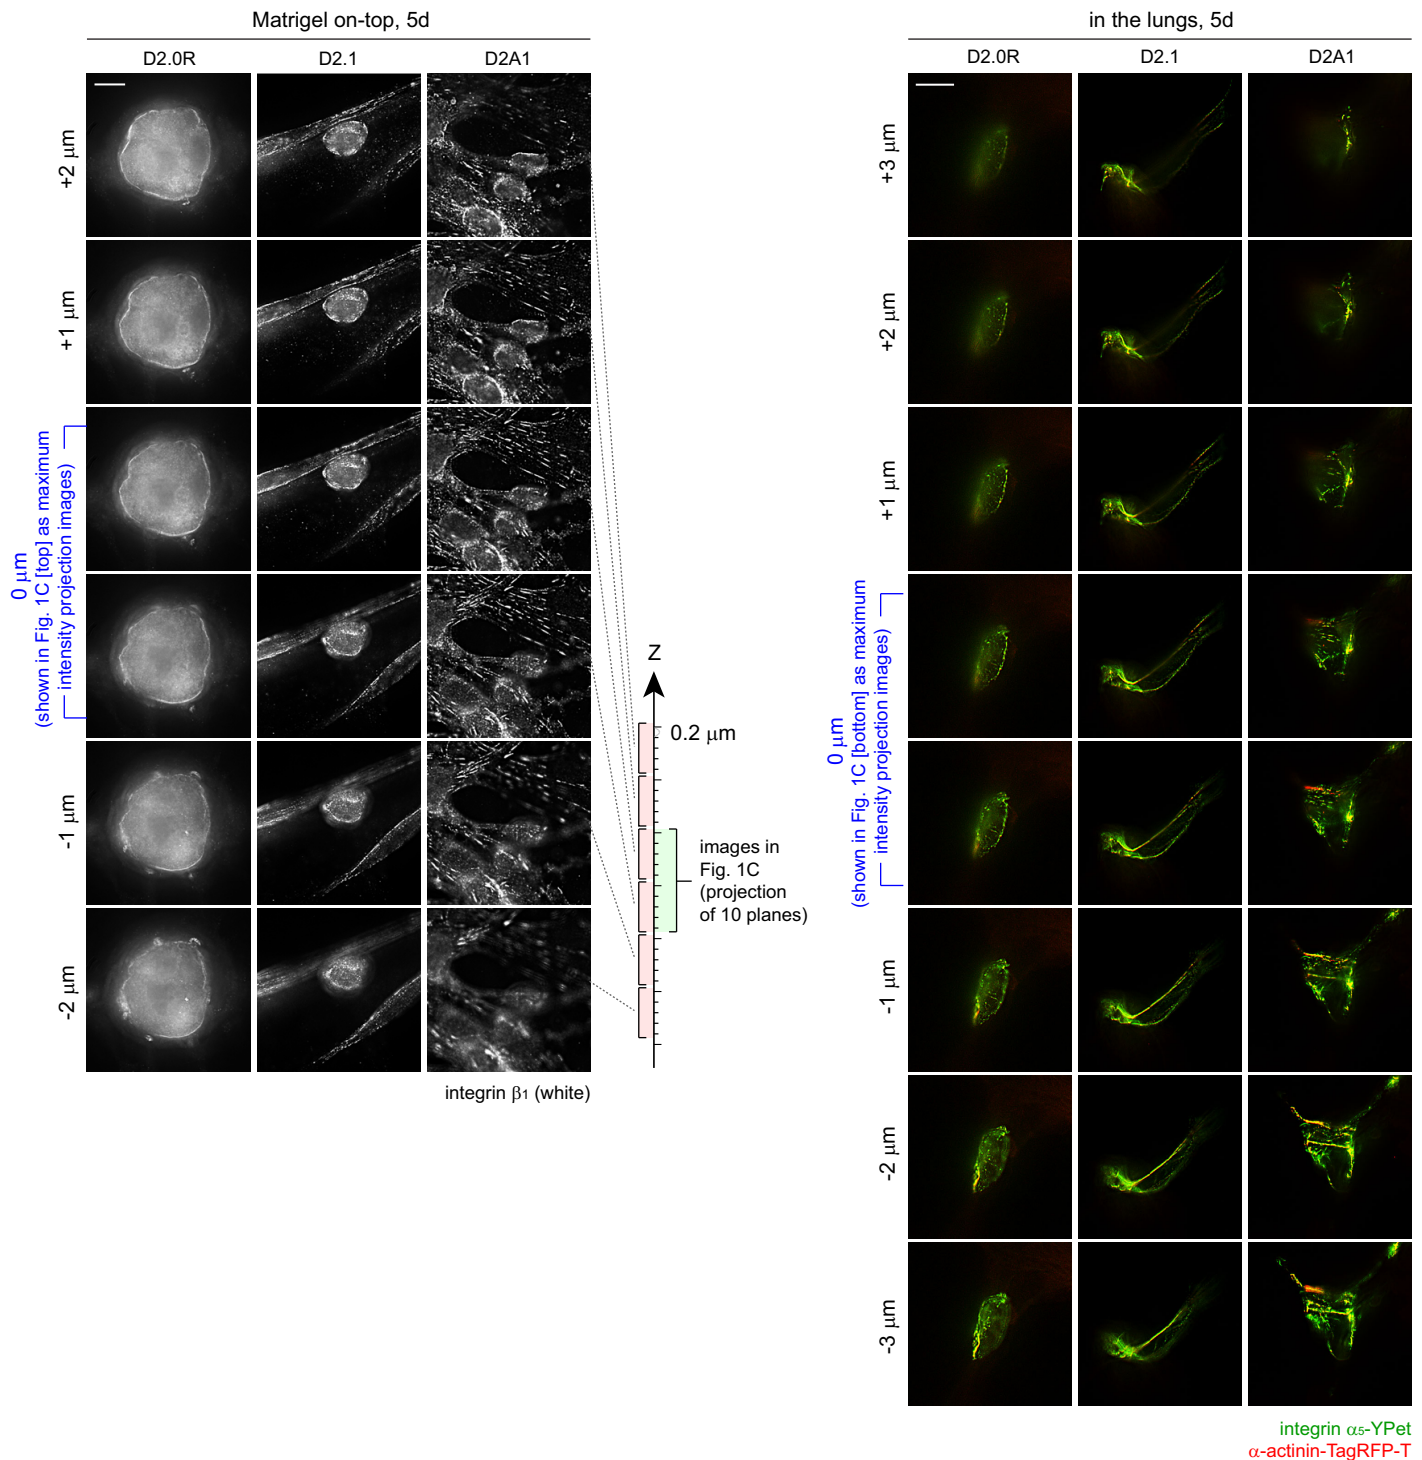 Matrigel on-top, 5d
D2.0R
D2.1
D2A1
+2 μm
+1 μm
0 μm
(shown in Fig. 1C [top] as maximum
intensity projection images)
-1 μm
-2 μm
integrin β1 (white)
Z
0.2 μm
images in
Fig. 1C
(projection
of 10 planes)
in the lungs, 5d
D2.0R
D2.1
D2A1
+3 μm
+2 μm
+1 μm
0 μm
(shown in Fig. 1C [bottom] as maximum
intensity projection images)
-1 μm
-2 μm
-3 μm
integrin α5-YPet
α-actinin-TagRFP-T